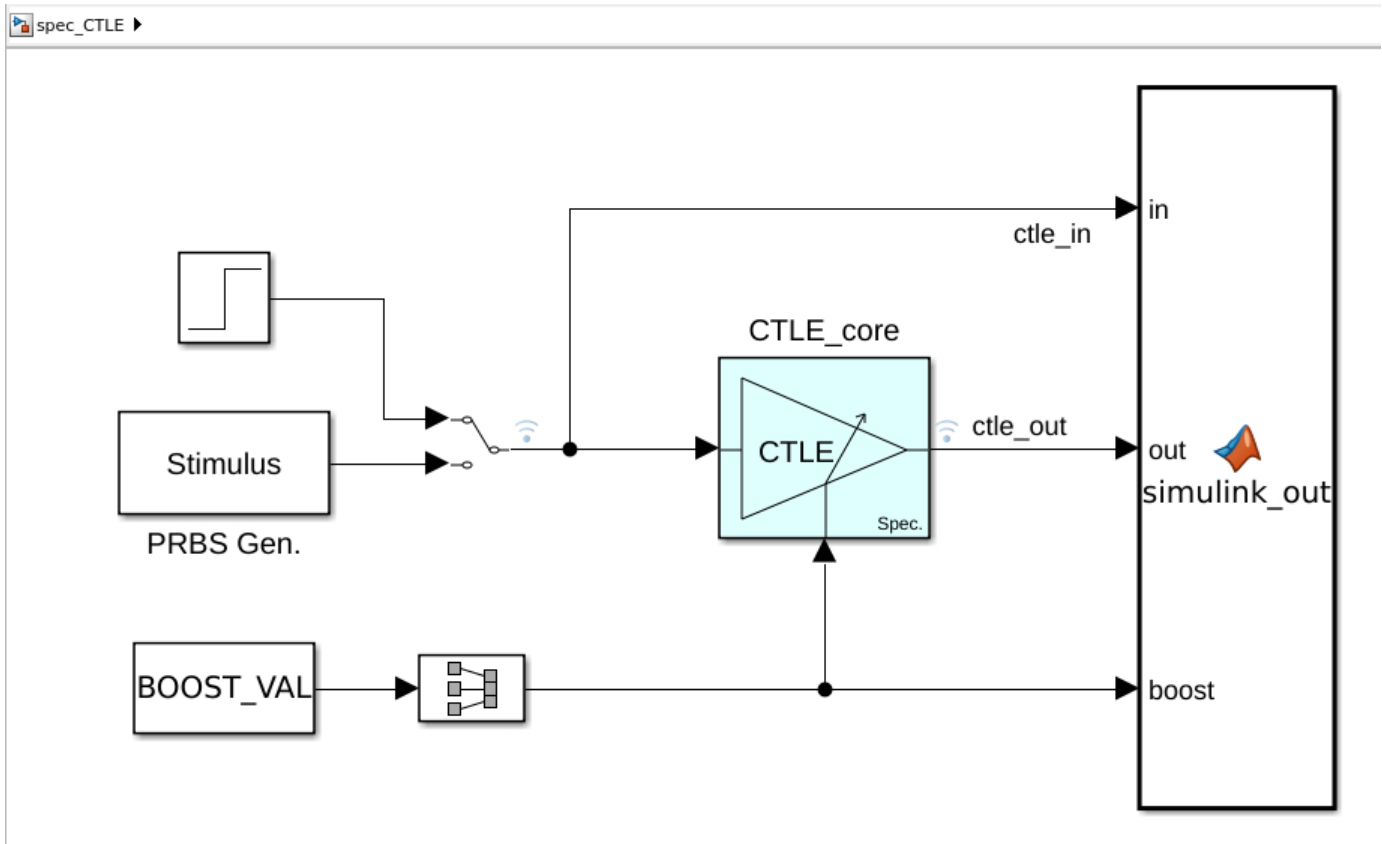 spec_CTLE
in
ctle_in
CTLE_core
Stimulus
CTLE
Spec.
ctle_out
out
simulink_out
PRBS Gen.
BOOST_VAL
boost